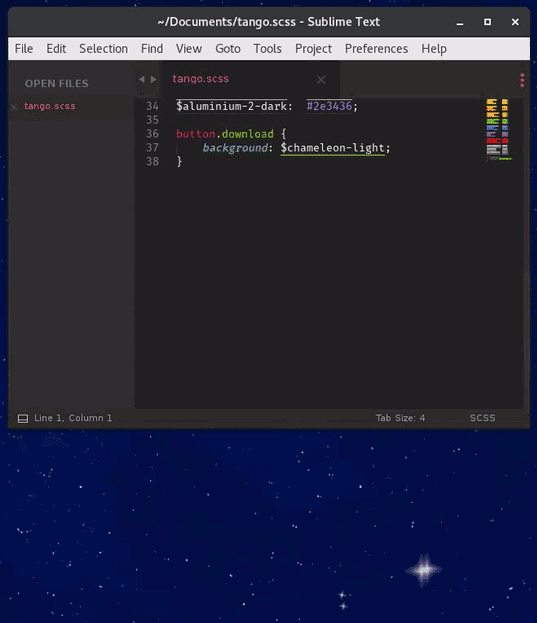 ~/Documents/tango.scss - Sublime Text
File Edit Selection Find View Goto Tools Project Preferences Help
OPEN FILES
tango.scss
tango.scss
34 $aluminium-2-dark: #2e3436;
35
36 button.download {
37 background: $chameleon-light;
38 }
Line 1, Column 1
Tab Size: 4
SCSS